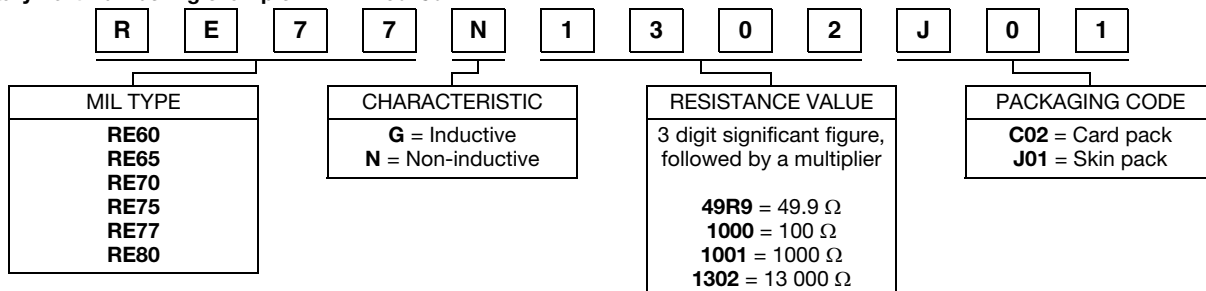 R E 7 7 N 1 3 0 2 J 0 1
MIL TYPE
RE60
RE65
RE70
RE75
RE77
RE80
CHARACTERISTIC
G = Inductive
N = Non-inductive
RESISTANCE VALUE
3 digit significant figure,
followed by a multiplier
49R9 = 49.9 Ω
1000 = 100 Ω
1001 = 1000 Ω
1302 = 13 000 Ω
PACKAGING CODE
C02 = Card pack
J01 = Skin pack